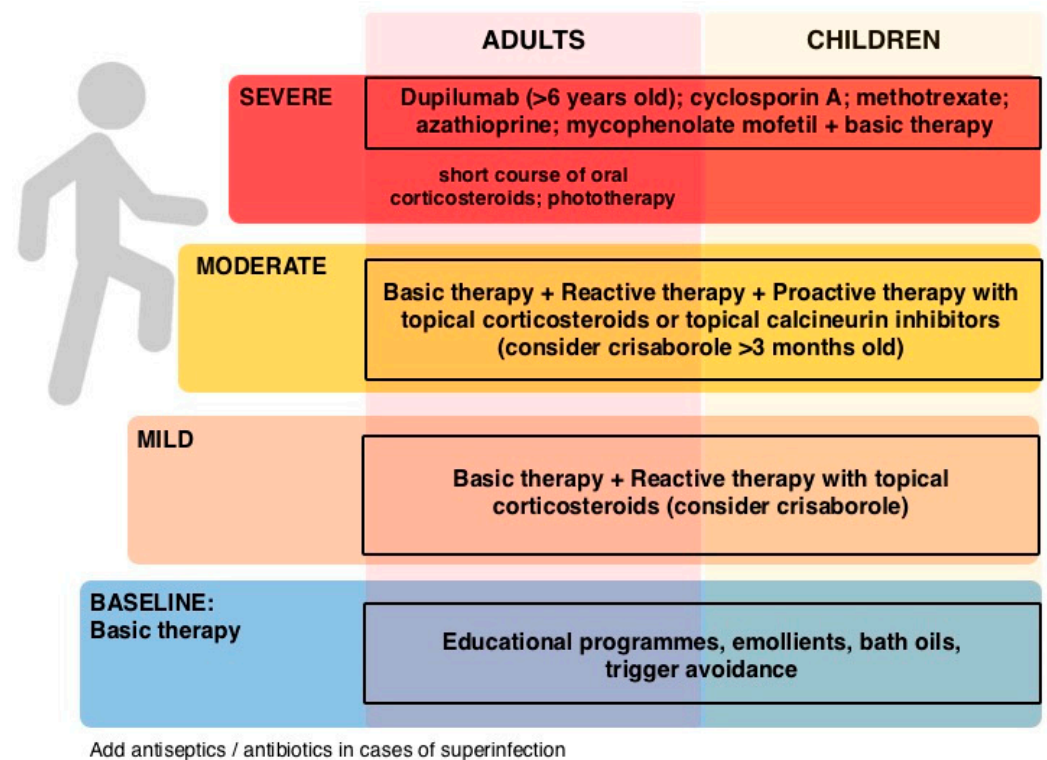 ADULTS
CHILDREN
SEVERE
Dupilumab (>6 years old); cyclosporin A; methotrexate;
azathioprine; mycophenolate mofetil + basic therapy
short course of oral
corticosteroids; phototherapy
MODERATE
Basic therapy + Reactive therapy + Proactive therapy with
topical corticosteroids or topical calcineurin inhibitors
(consider crisaborole >3 months old)
MILD
Basic therapy + Reactive therapy with topical
corticosteroids (consider crisaborole)
BASELINE:
Basic therapy
Educational programmes, emollients, bath oils,
trigger avoidance
Add antiseptics / antibiotics in cases of superinfection